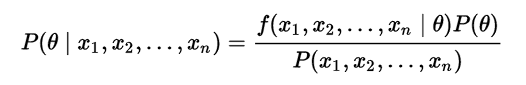 P(θ | x₁, x₂, . . . , xₙ) = f(x₁, x₂, . . . , xₙ | θ)P(θ) / P(x₁, x₂, . . . , xₙ)